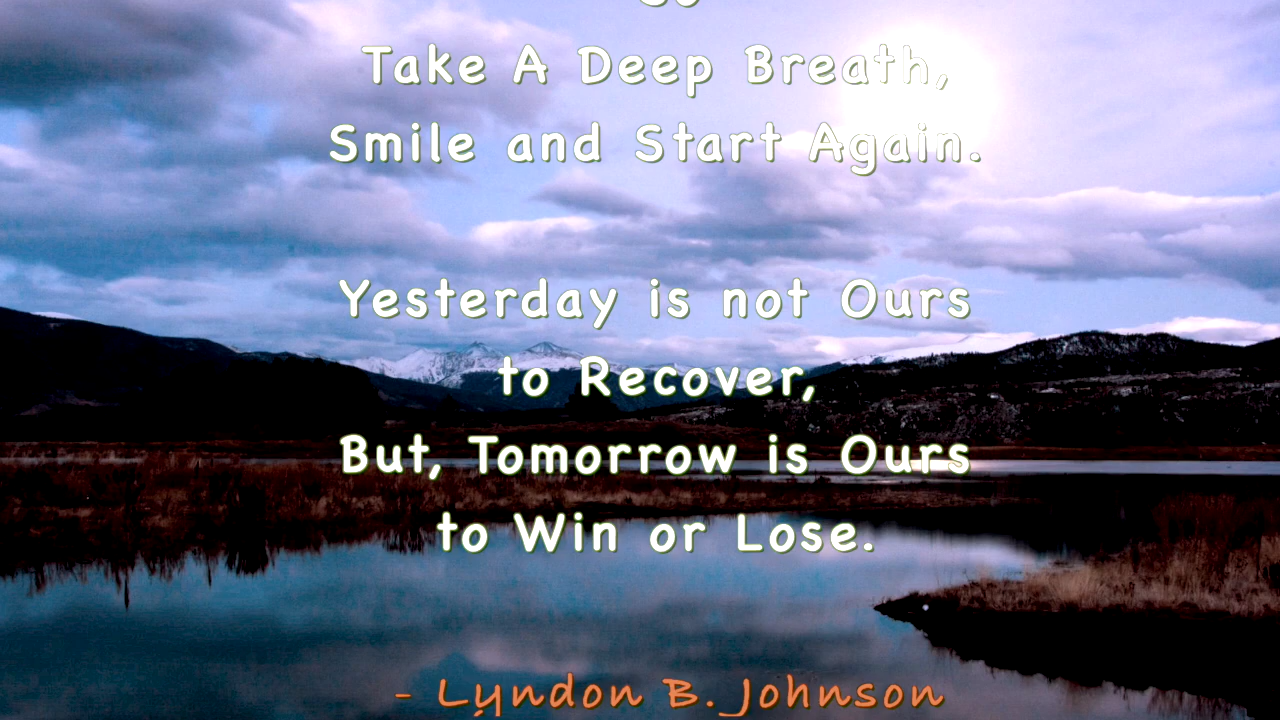 Take A Deep Breath,
Smile and Start Again.
Yesterday is not Ours
to Recover,
But, Tomorrow is Ours
to Win or Lose.
- Lyndon B. Johnson